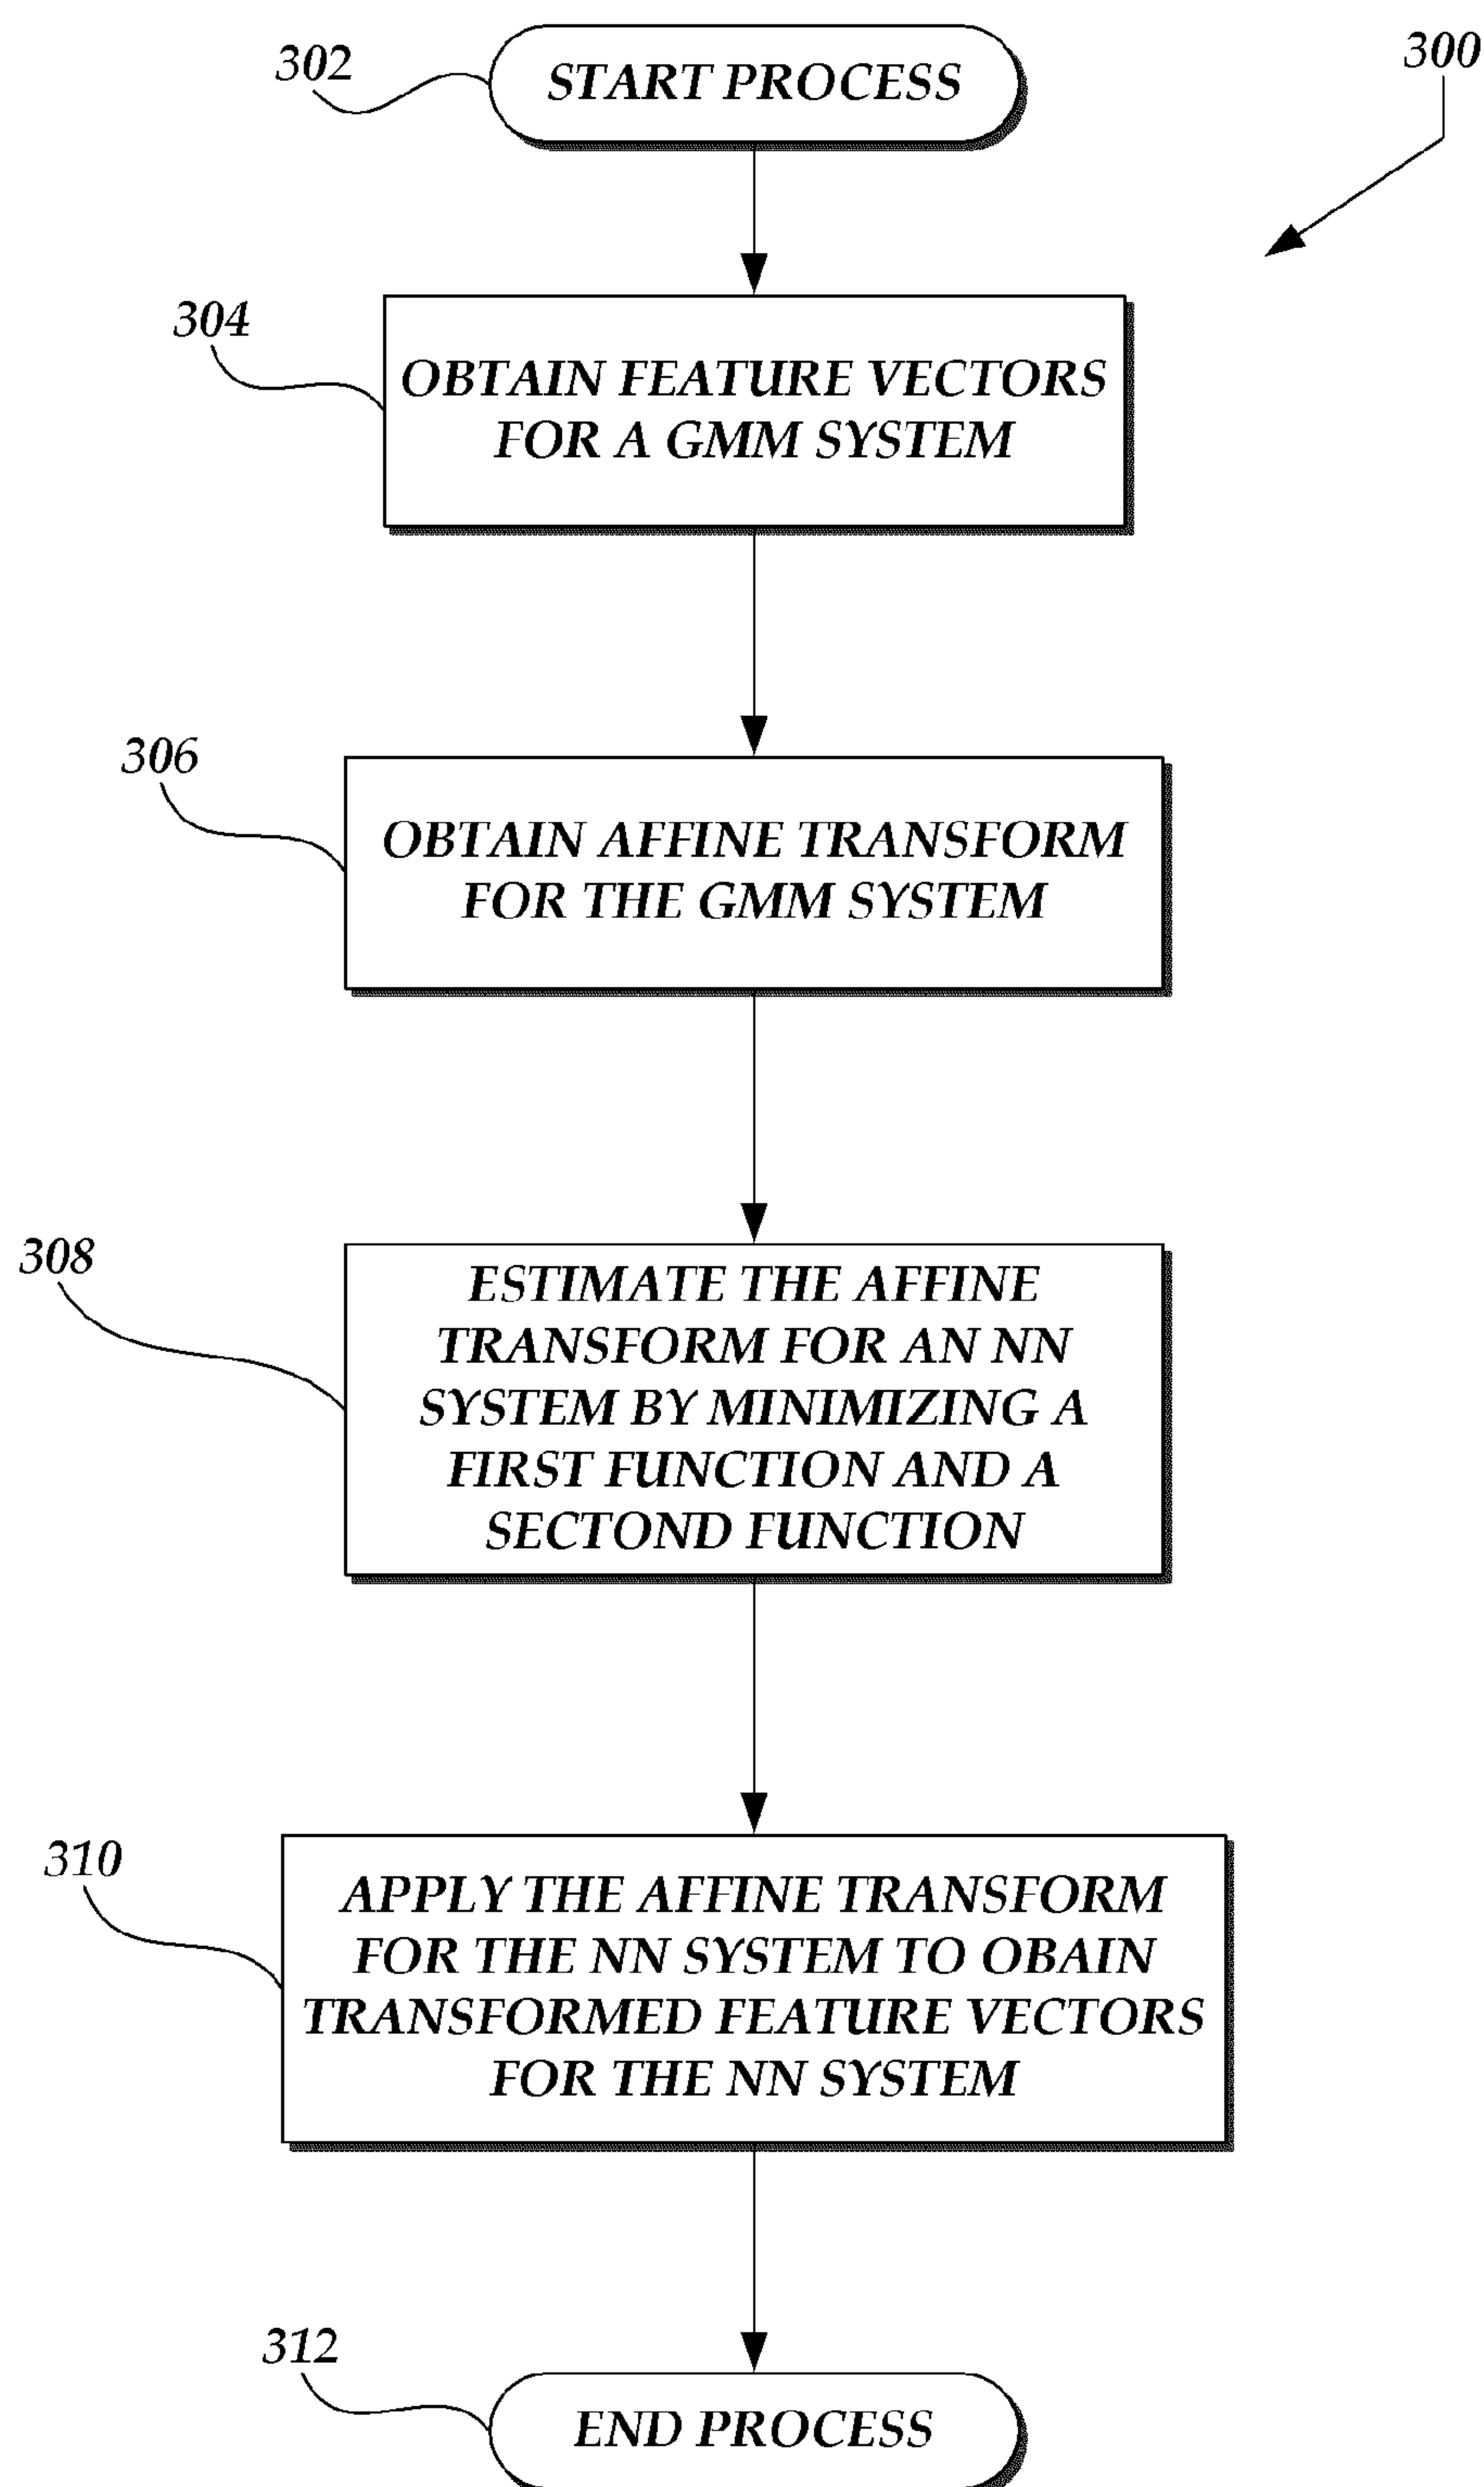 302
START PROCESS
300
304
OBTAIN FEATURE VECTORS
FOR A GMM SYSTEM
306
OBTAIN AFFINE TRANSFORM
FOR THE GMM SYSTEM
308
ESTIMATE THE AFFINE
TRANSFORM FOR AN NN
SYSTEM BY MINIMIZING A
FIRST FUNCTION AND A
SECTOND FUNCTION
310
APPLY THE AFFINE TRANSFORM
FOR THE NN SYSTEM TO OBAIN
TRANSFORMED FEATURE VECTORS
FOR THE NN SYSTEM
312
END PROCESS